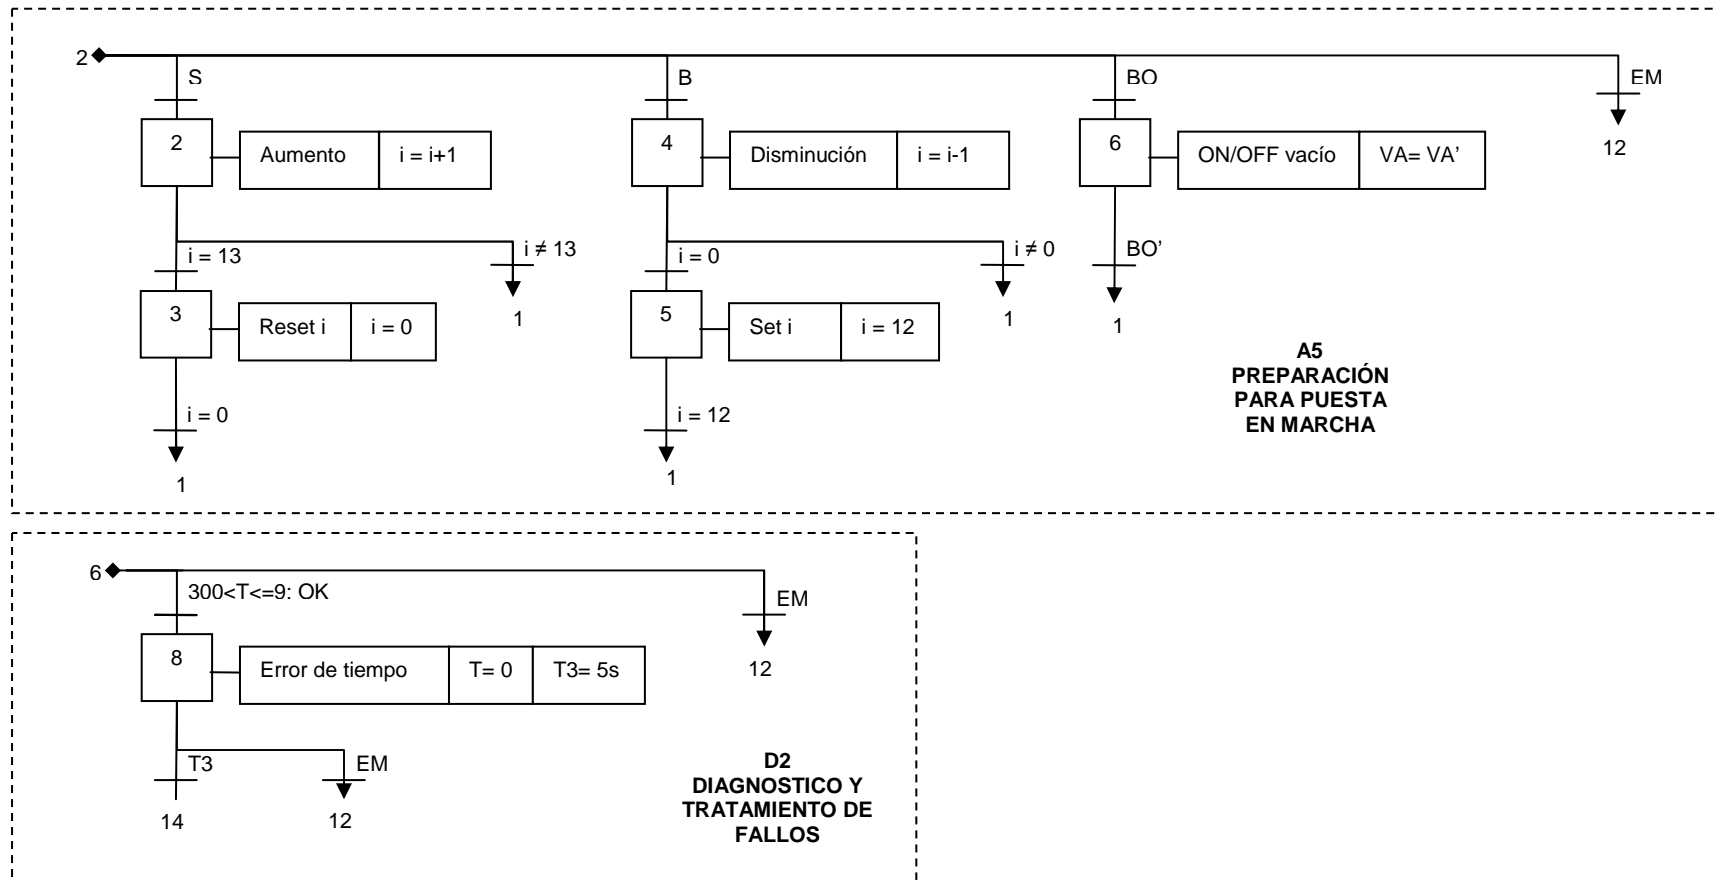 2
S
B
BO
EM
2
Aumento
i = i+1
4
Disminución
i = i-1
6
ON/OFF vacío
VA= VA’
12
i = 13
i ≠ 13
i = 0
i ≠ 0
BO’
3
Reset i
i = 0
1
5
Set i
i = 12
1
1
A5
PREPARACIÓN
PARA PUESTA
EN MARCHA
i = 0
i = 12
1
1
6
300<T<=9: OK
EM
8
Error de tiempo
T= 0
T3= 5s
12
T3
EM
14
12
D2
DIAGNOSTICO Y
TRATAMIENTO DE
FALLOS